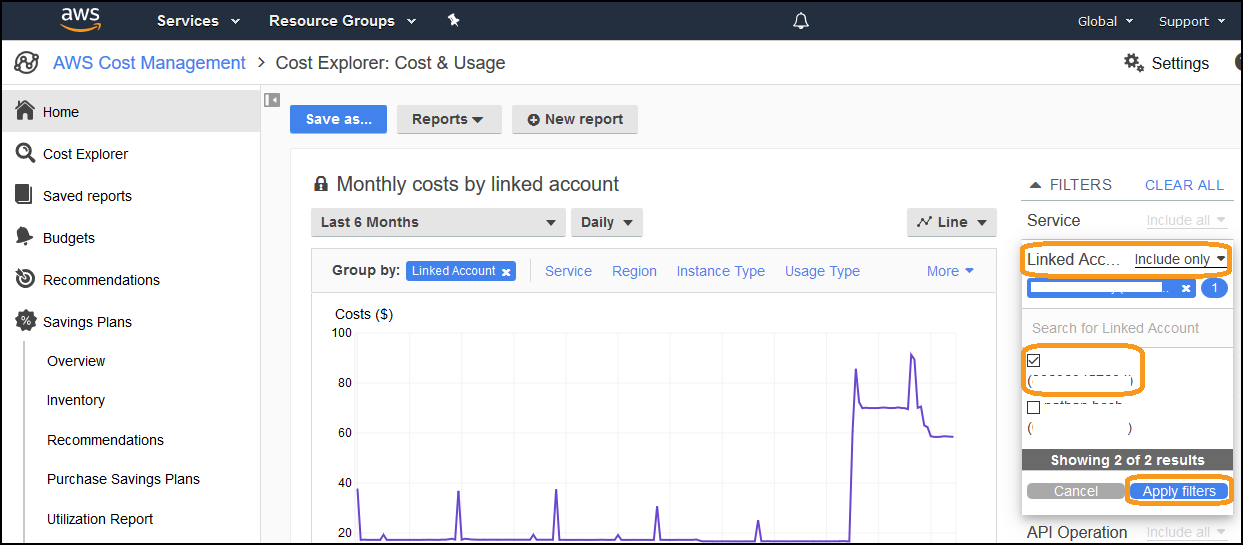 aws Services Resource Groups Global Support
AWS Cost Management > Cost Explorer: Cost & Usage Settings
Home
Cost Explorer
Saved reports
Budgets
Recommendations
Savings Plans
Overview
Inventory
Recommendations
Purchase Savings Plans
Utilization Report
Save as... Reports New report
Monthly costs by linked account
Last 6 Months Daily Line
Group by: Linked Account Service Region Instance Type Usage Type More
Costs ($)
100
80
60
40
20
FILTERS CLEAR ALL
Service Include all
Linked Acc... Include only
1
Search for Linked Account
Showing 2 of 2 results
Cancel Apply filters
API Operation Include all